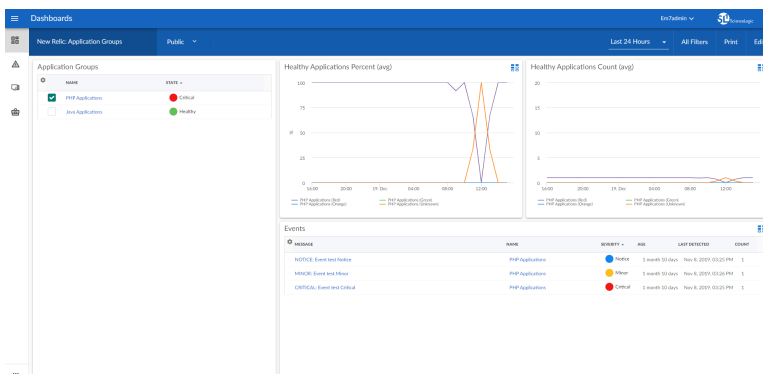 Dashboards
Em7admin
ScienceLogic
New Relic: Application Groups
Public
Last 24 Hours
All Filters
Print
Edi
Application Groups
NAME
STATE
PHP Applications
Critical
Java Applications
Healthy
Healthy Applications Percent (avg)
100
75
50
25
0
%
16:00 20:00 19. Dec 04:00 08:00 12:00
PHP Applications (Red) PHP Applications (Green)
PHP Applications (Orange) PHP Applications (Unknown)
Healthy Applications Count (avg)
20
15
10
5
0
16:00 20:00 19. Dec 04:00 08:00 12:00
PHP Applications (Red) PHP Applications (Green)
PHP Applications (Orange) PHP Applications (Unknown)
Events
MESSAGE NAME SEVERITY AGE LAST DETECTED COUNT
NOTICE: Event test Notice PHP Applications Notice 1 month 10 days Nov 8, 2019, 03:25 PM 1
MINOR: Event test Minor PHP Applications Minor 1 month 10 days Nov 8, 2019, 03:26 PM 1
CRITICAL: Event test Critical PHP Applications Critical 1 month 10 days Nov 8, 2019, 03:25 PM 1